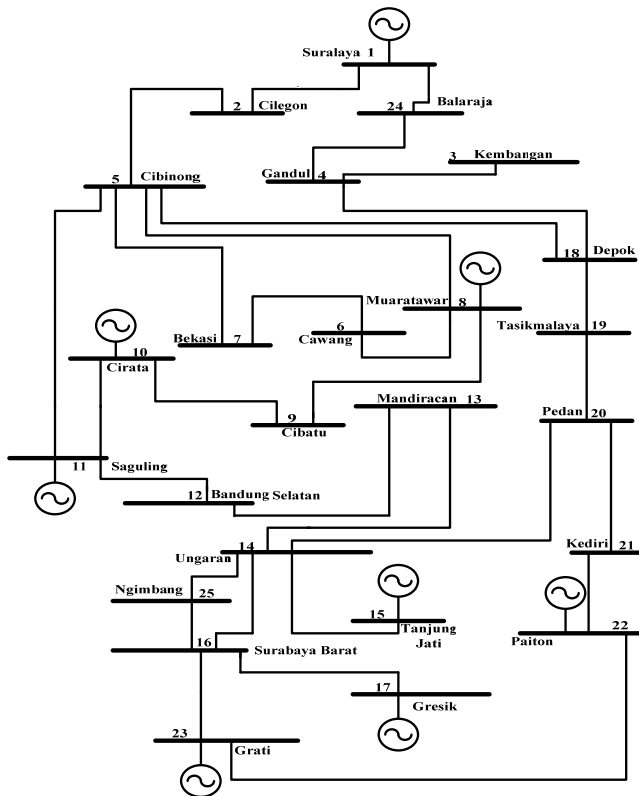 Suralaya 1
2 Cilegon
24 Balaraja
3 Kembangan
Gandul 4
5 Cibinong
18 Depok
Muaratawar 8
6
Cawang
Bekasi 7
Tasikmalaya 19
10
Cirata
Mandiracan 13
9
Cibatu
Pedan 20
11 Saguling
12 Bandung Selatan
14
Ungaran
Kediri 21
Ngimbang 25
15
Tanjung
Jati
16
Surabaya Barat
22
Paiton
17
Gresik
23
Grati